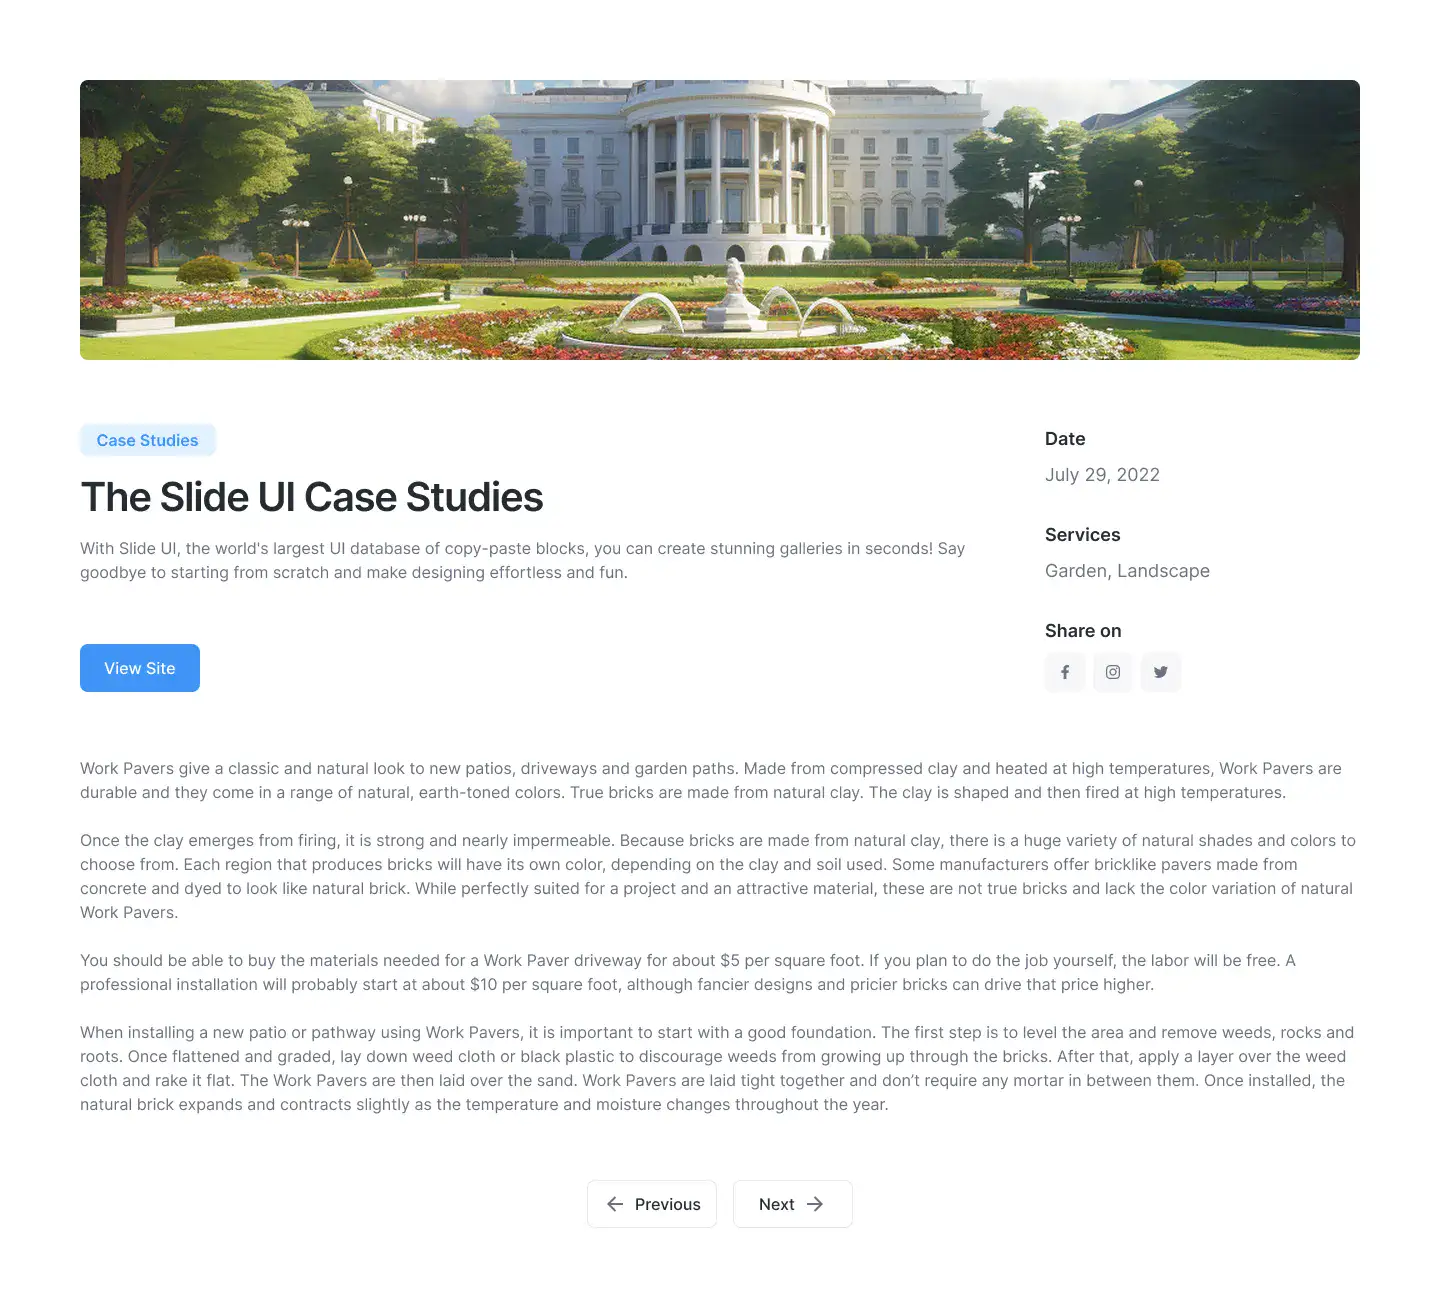 Case Studies
The Slide UI Case Studies
With Slide UI, the world's largest UI database of copy-paste blocks, you can create stunning galleries in seconds! Say
goodbye to starting from scratch and make designing effortless and fun.
View Site
Date
July 29, 2022
Services
Garden, Landscape
Share on
Work Pavers give a classic and natural look to new patios, driveways and garden paths. Made from compressed clay and heated at high temperatures, Work Pavers are
durable and they come in a range of natural, earth-toned colors. True bricks are made from natural clay. The clay is shaped and then fired at high temperatures.
Once the clay emerges from firing, it is strong and nearly impermeable. Because bricks are made from natural clay, there is a huge variety of natural shades and colors to
choose from. Each region that produces bricks will have its own color, depending on the clay and soil used. Some manufacturers offer bricklike pavers made from
concrete and dyed to look like natural brick. While perfectly suited for a project and an attractive material, these are not true bricks and lack the color variation of natural
Work Pavers.
You should be able to buy the materials needed for a Work Paver driveway for about $5 per square foot. If you plan to do the job yourself, the labor will be free. A
professional installation will probably start at about $10 per square foot, although fancier designs and pricier bricks can drive that price higher.
When installing a new patio or pathway using Work Pavers, it is important to start with a good foundation. The first step is to level the area and remove weeds, rocks and
roots. Once flattened and graded, lay down weed cloth or black plastic to discourage weeds from growing up through the bricks. After that, apply a layer over the weed
cloth and rake it flat. The Work Pavers are then laid over the sand. Work Pavers are laid tight together and don’t require any mortar in between them. Once installed, the
natural brick expands and contracts slightly as the temperature and moisture changes throughout the year.
Previous
Next